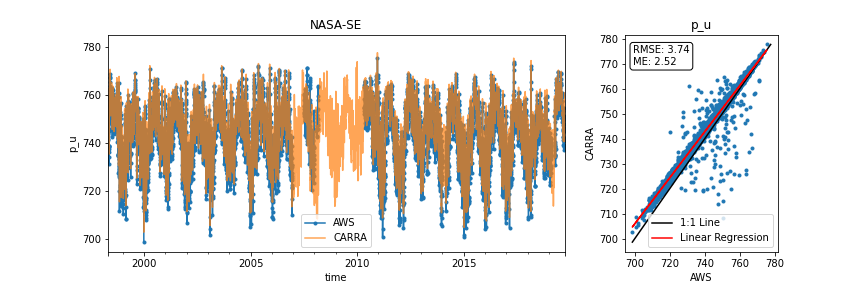 NASA-SE
780
760
740
720
700
p_u
2000
2005
2010
2015
time
AWS
CARRA
p_u
RMSE: 3.74
ME: 2.52
780
770
760
750
740
730
720
710
700
CARRA
700
720
740
760
780
AWS
1:1 Line
Linear Regression